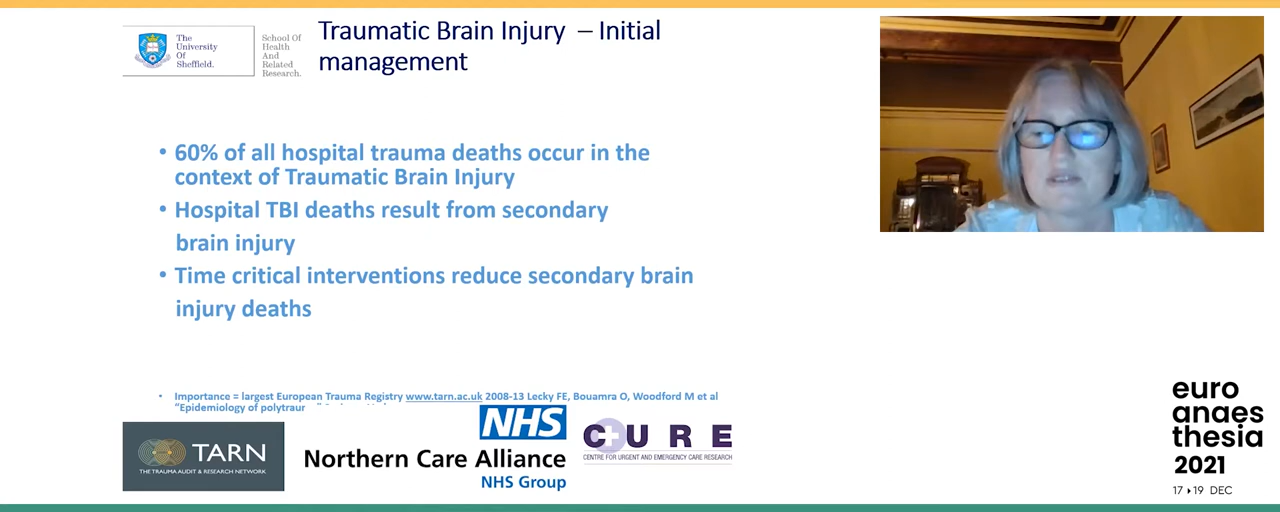 The
University
Of
Sheffield.
School Of
Health
And
Related
Research.
Traumatic Brain Injury – Initial
management
• 60% of all hospital trauma deaths occur in the
context of Traumatic Brain Injury
• Hospital TBI deaths result from secondary
brain injury
• Time critical interventions reduce secondary brain
injury deaths
• Importance = largest European Trauma Registry www.tarn.ac.uk 2008-13 Lecky FE, Bouamra O, Woodford M et al
"Epidemiology of polytraur
TARN
THE TRAUMA AUDIT & RESEARCH NETWORK
NHS
Northern Care Alliance
NHS Group
CURE
CENTRE FOR URGENT AND EMERGENCY CARE RESEARCH
euro
anaes
thesia
2021
17 ▸ 19 DEC